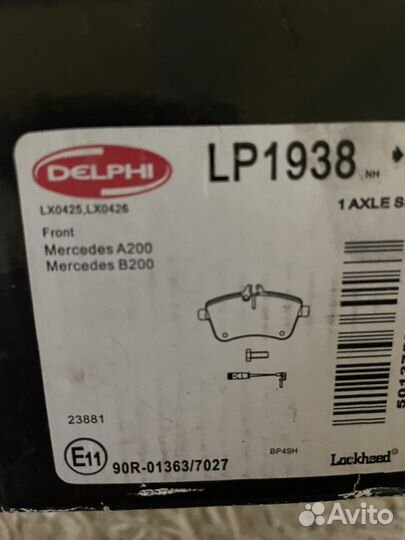 DELPHI
LP1938 NH
LX0425,LX0426
1 AXLE S
Front
Mercedes A200
Mercedes B200
23881
E11
90R-01363/7027
BP49H
Lockheed
Avito